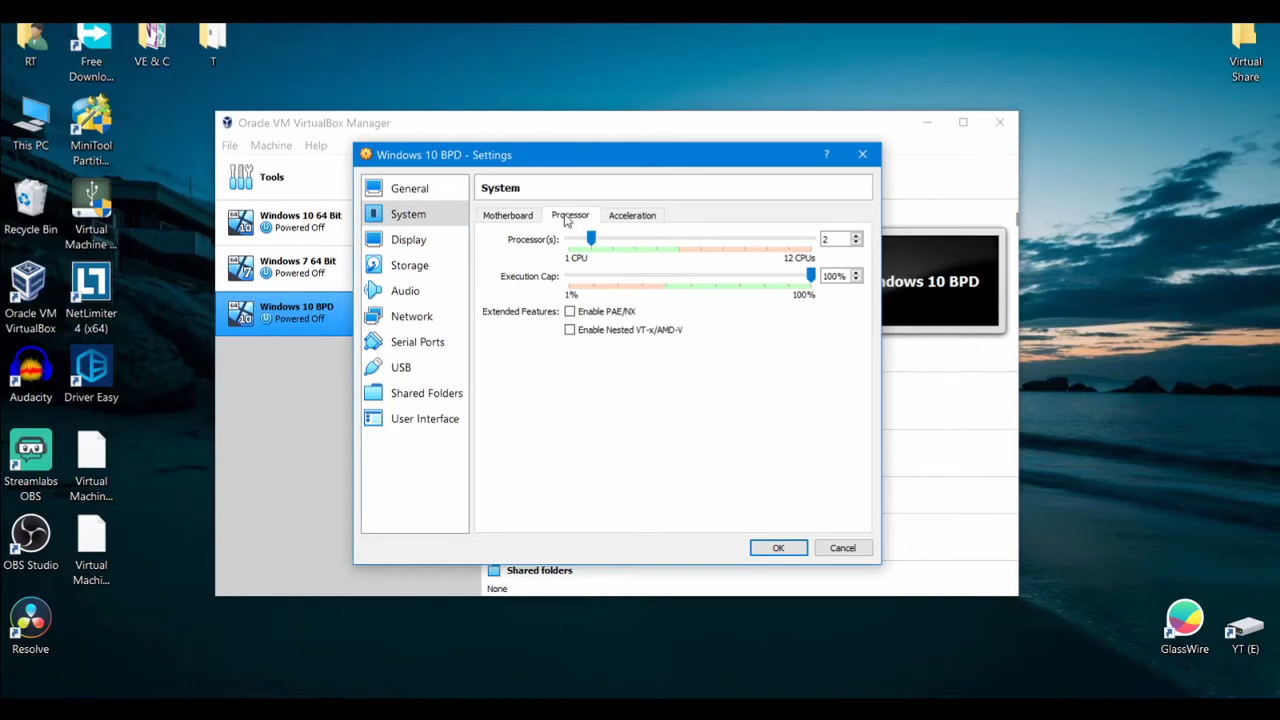 RT
Free
Downlo...
VE & C
T
Virtual
Share
This PC
MiniTool
Partiti...
Recycle Bin
Virtual
Machine ...
Oracle VM
VirtualBox
NetLimiter
4 (x64)
Audacity
Driver Easy
Streamlabs
OBS
Virtual
Machin...
OBS Studio
Virtual
Machi...
Resolve
GlassWire
YT (E)
Oracle VM VirtualBox Manager
File Machine Help
Tools
Windows 10 64 Bit
Powered Off
Windows 7 64 Bit
Powered Off
Windows 10 BPD
Powered Off
Windows 10 BPD - Settings
General
System
Display
Storage
Audio
Network
Serial Ports
USB
Shared Folders
User Interface
System
Motherboard Processor Acceleration
Processor(s): 2
1 CPU 12 CPUs
Execution Cap: 100%
1% 100%
Extended Features: Enable PAE/NX
Enable Nested VT-x/AMD-V
OK Cancel
ndows 10 BPD
Shared folders
None